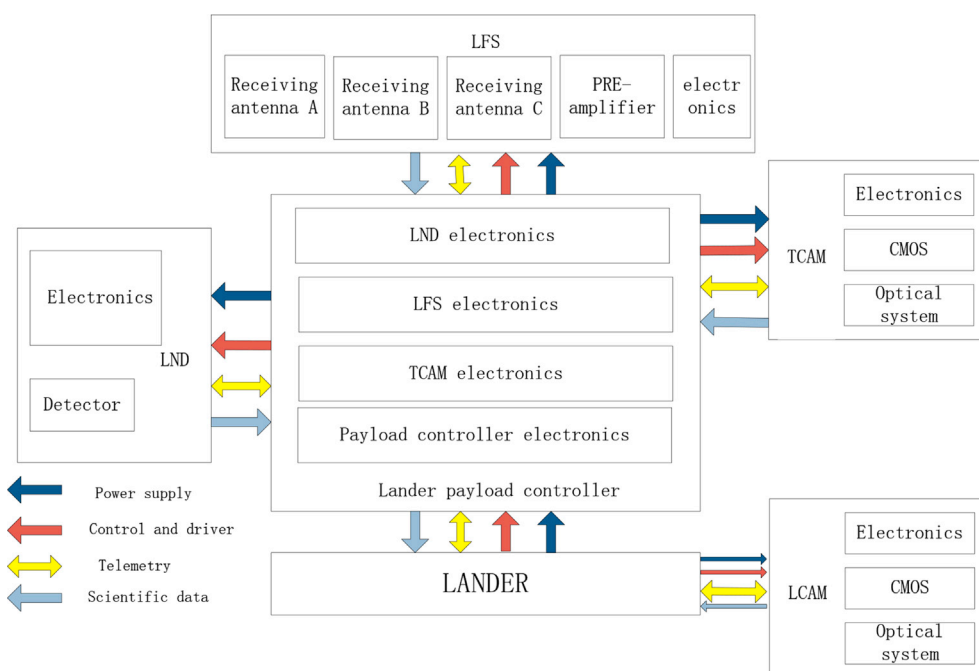 LFS
Receiving
antenna A
Receiving
antenna B
Receiving
antenna C
PRE-
amplifier
electr
onics
LND electronics
LFS electronics
TCAM electronics
Payload controller electronics
Lander payload controller
Electronics
LND
Detector
TCAM
Electronics
CMOS
Optical
system
Power supply
Control and driver
Telemetry
Scientific data
LANDER
LCAM
Electronics
CMOS
Optical
system